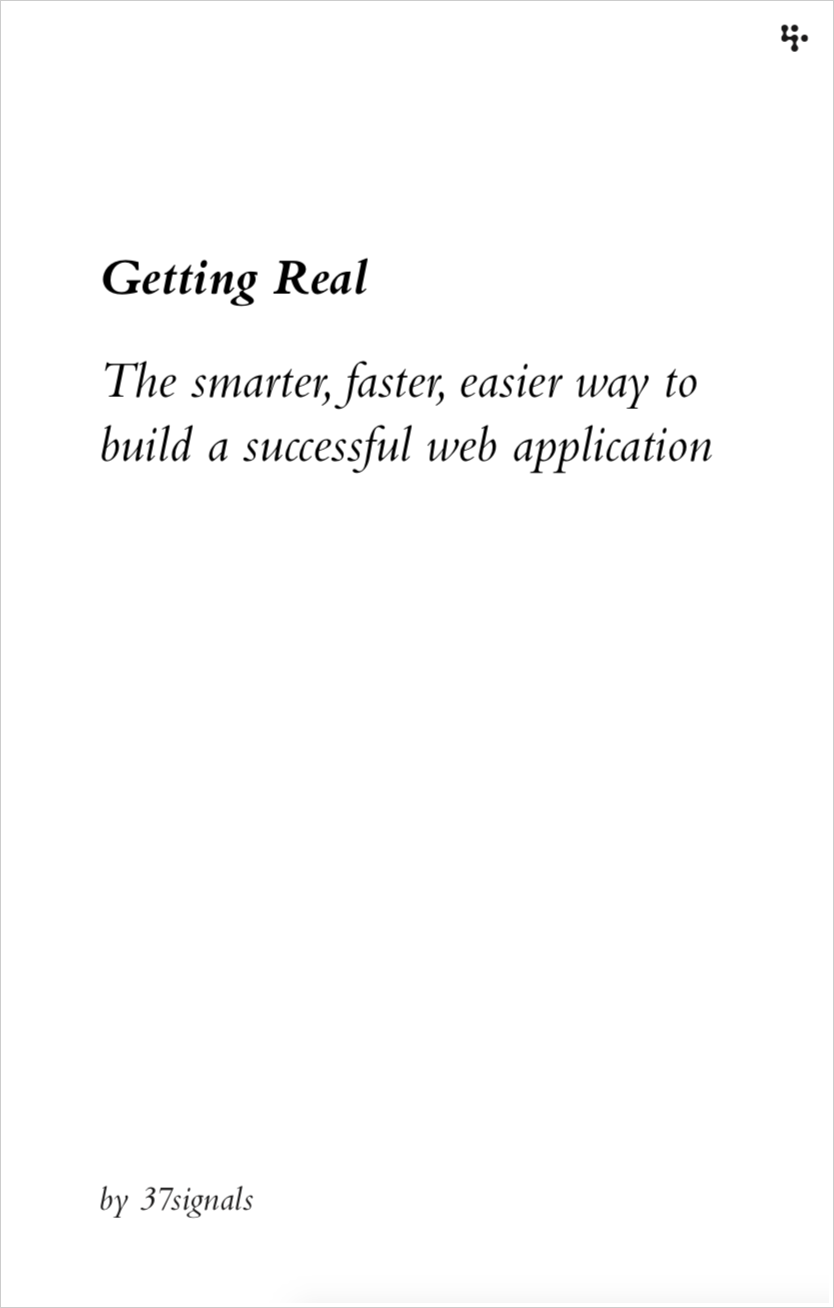 Getting Real
The smarter, faster, easier way to
build a successful web application
by 37signals